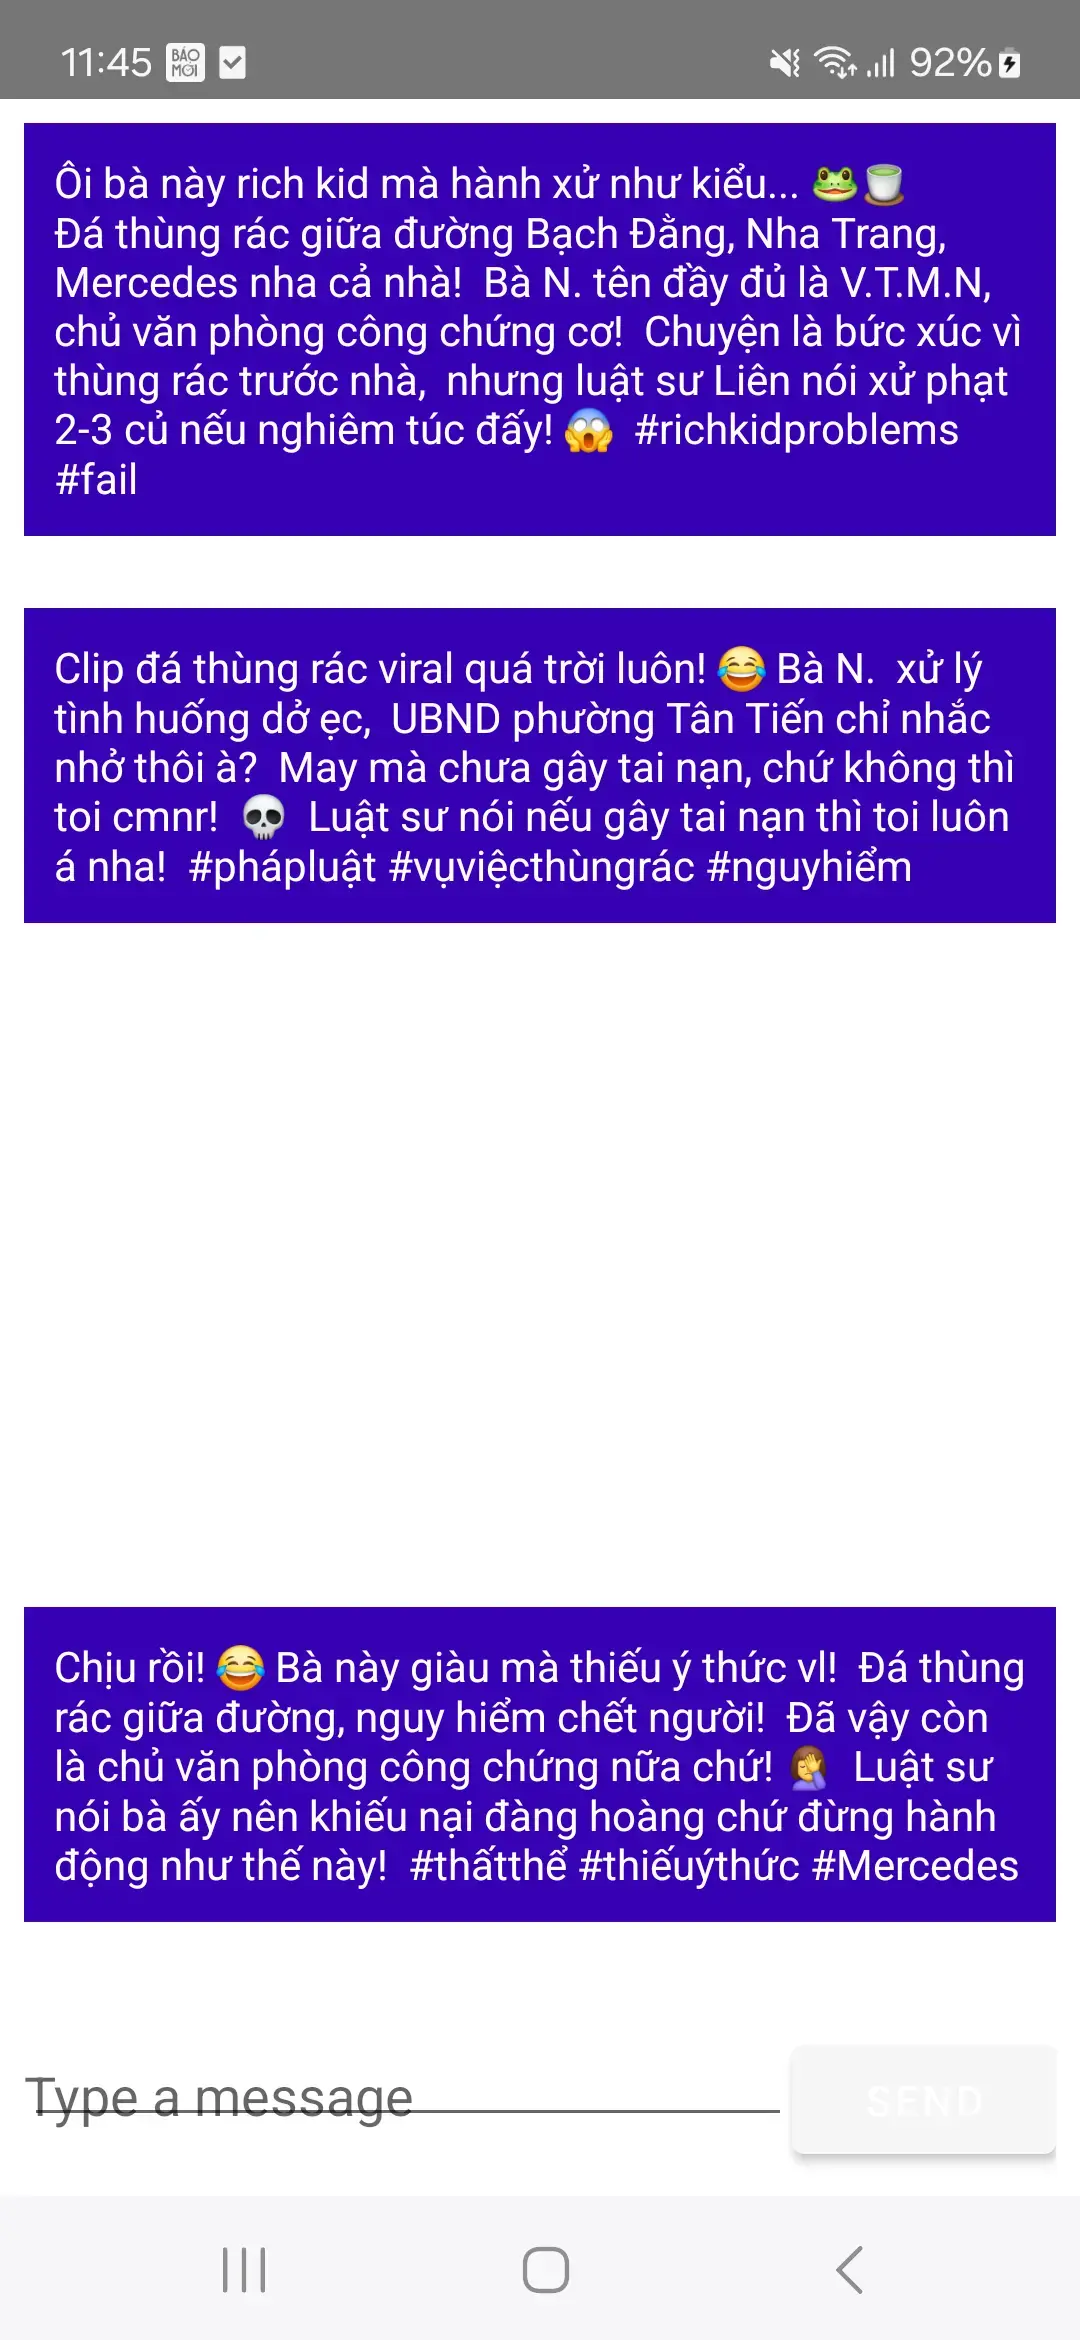 11:45 BÁO MỚI 92%
Ôi bà này rich kid mà hành xử như kiểu... 🐸🍵
Đá thùng rác giữa đường Bạch Đằng, Nha Trang,
Mercedes nha cả nhà! Bà N. tên đầy đủ là V.T.M.N,
chủ văn phòng công chứng cơ! Chuyện là bức xúc vì
thùng rác trước nhà, nhưng luật sư Liên nói xử phạt
2-3 củ nếu nghiêm túc đấy! 😱 #richkidproblems
#fail
Clip đá thùng rác viral quá trời luôn! 😂 Bà N. xử lý
tình huống dở ẹc, UBND phường Tân Tiến chỉ nhắc
nhở thôi à? May mà chưa gây tai nạn, chứ không thì
toi cmnr! 💀 Luật sư nói nếu gây tai nạn thì toi luôn
á nha! #phápluật #vụviệcthùngrác #nguyhiểm
Chịu rồi! 😂 Bà này giàu mà thiếu ý thức vl! Đá thùng
rác giữa đường, nguy hiểm chết người! Đã vậy còn
là chủ văn phòng công chứng nữa chứ! 🤦‍♀️ Luật sư
nói bà ấy nên khiếu nại đàng hoàng chứ đừng hành
động như thế này! #thấtthể #thiếuýthức #Mercedes
Type a message
SEND